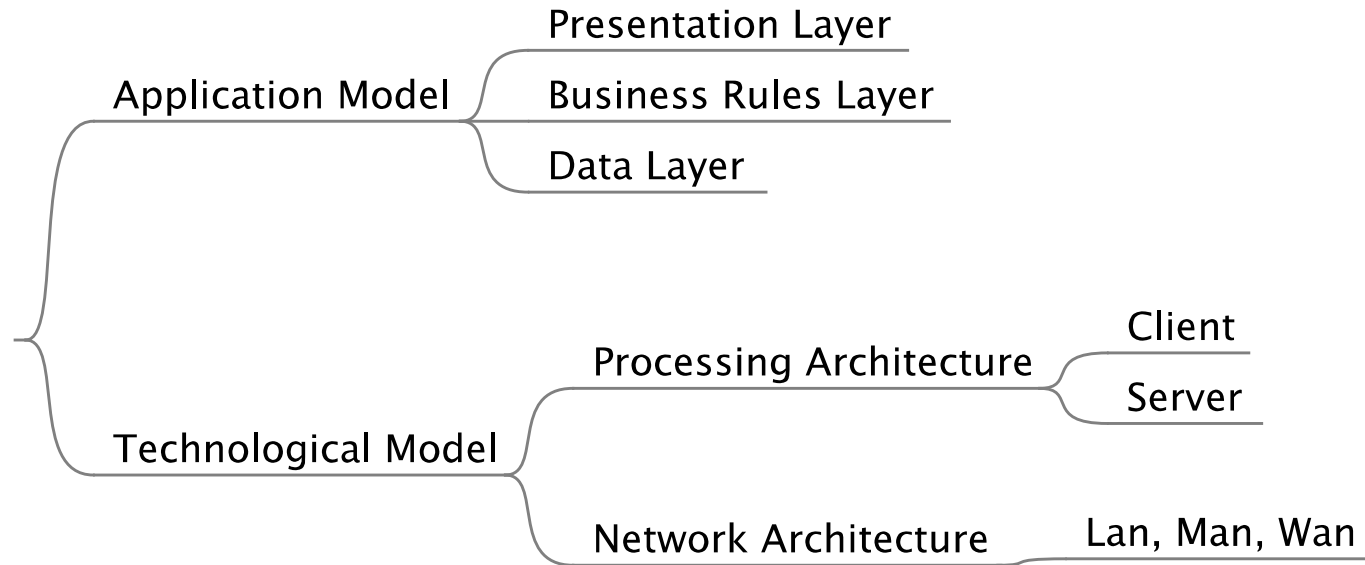 Presentation Layer
Application Model
Business Rules Layer
Data Layer
Client
Processing Architecture
Server
Technological Model
Network Architecture
Lan, Man, Wan